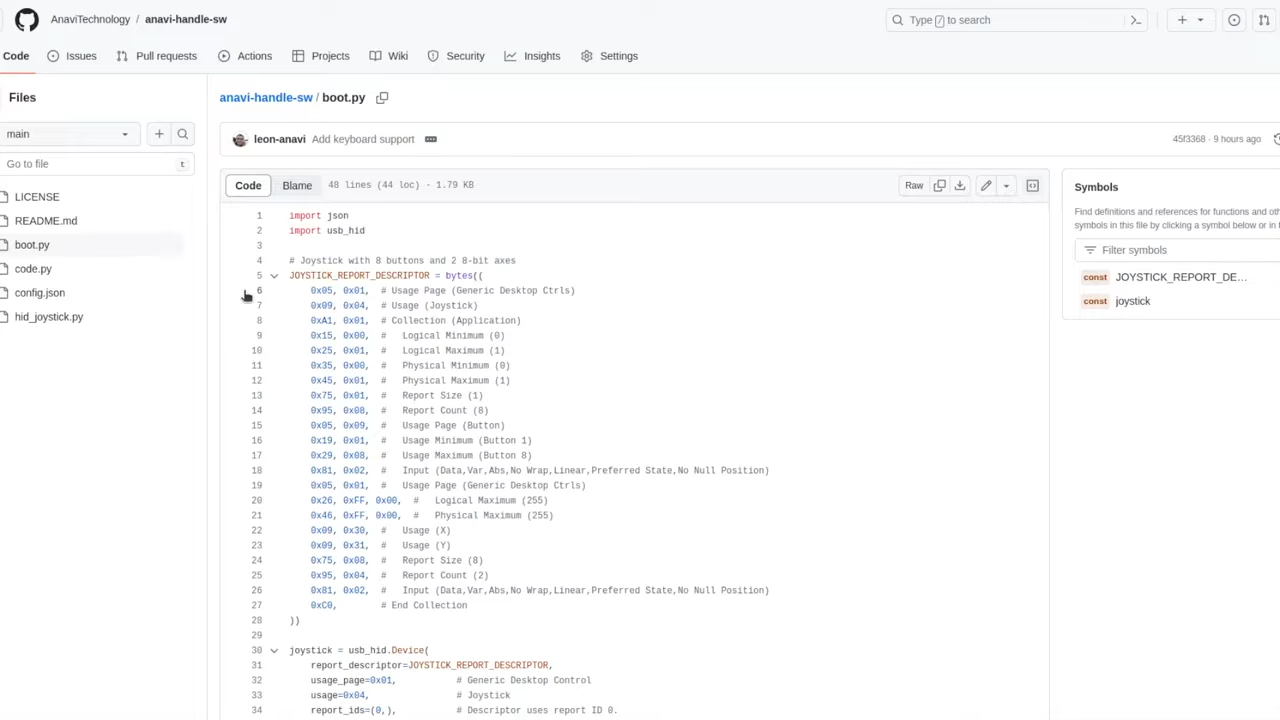 AnaviTechnology / anavi-handle-sw
Type / to search
Code Issues Pull requests Actions Projects Wiki Security Insights Settings
Files
anavi-handle-sw / boot.py
main
leon-anavi Add keyboard support
45f3368 · 9 hours ago
Go to file t
Code Blame 48 lines (44 loc) · 1.79 KB
Raw
LICENSE
README.md
boot.py
code.py
config.json
hid_joystick.py
1 import json
2 import usb_hid
3
4 # Joystick with 8 buttons and 2 8-bit axes
5 JOYSTICK_REPORT_DESCRIPTOR = bytes((
6 0x05, 0x01, # Usage Page (Generic Desktop Ctrls)
7 0x09, 0x04, # Usage (Joystick)
8 0xA1, 0x01, # Collection (Application)
9 0x15, 0x00, # Logical Minimum (0)
10 0x25, 0x01, # Logical Maximum (1)
11 0x35, 0x00, # Physical Minimum (0)
12 0x45, 0x01, # Physical Maximum (1)
13 0x75, 0x01, # Report Size (1)
14 0x95, 0x08, # Report Count (8)
15 0x05, 0x09, # Usage Page (Button)
16 0x19, 0x01, # Usage Minimum (Button 1)
17 0x29, 0x08, # Usage Maximum (Button 8)
18 0x81, 0x02, # Input (Data,Var,Abs,No Wrap,Linear,Preferred State,No Null Position)
19 0x05, 0x01, # Usage Page (Generic Desktop Ctrls)
20 0x26, 0xFF, 0x00, # Logical Maximum (255)
21 0x46, 0xFF, 0x00, # Physical Maximum (255)
22 0x09, 0x30, # Usage (X)
23 0x09, 0x31, # Usage (Y)
24 0x75, 0x08, # Report Size (8)
25 0x95, 0x04, # Report Count (2)
26 0x81, 0x02, # Input (Data,Var,Abs,No Wrap,Linear,Preferred State,No Null Position)
27 0xC0, # End Collection
28 ))
29
30 joystick = usb_hid.Device(
31 report_descriptor=JOYSTICK_REPORT_DESCRIPTOR,
32 usage_page=0x01, # Generic Desktop Control
33 usage=0x04, # Joystick
34 report_ids=(0,), # Descriptor uses report ID 0.
Symbols
Find definitions and references for functions and oth
symbols in this file by clicking a symbol below or in t
Filter symbols
const JOYSTICK_REPORT_DE...
const joystick